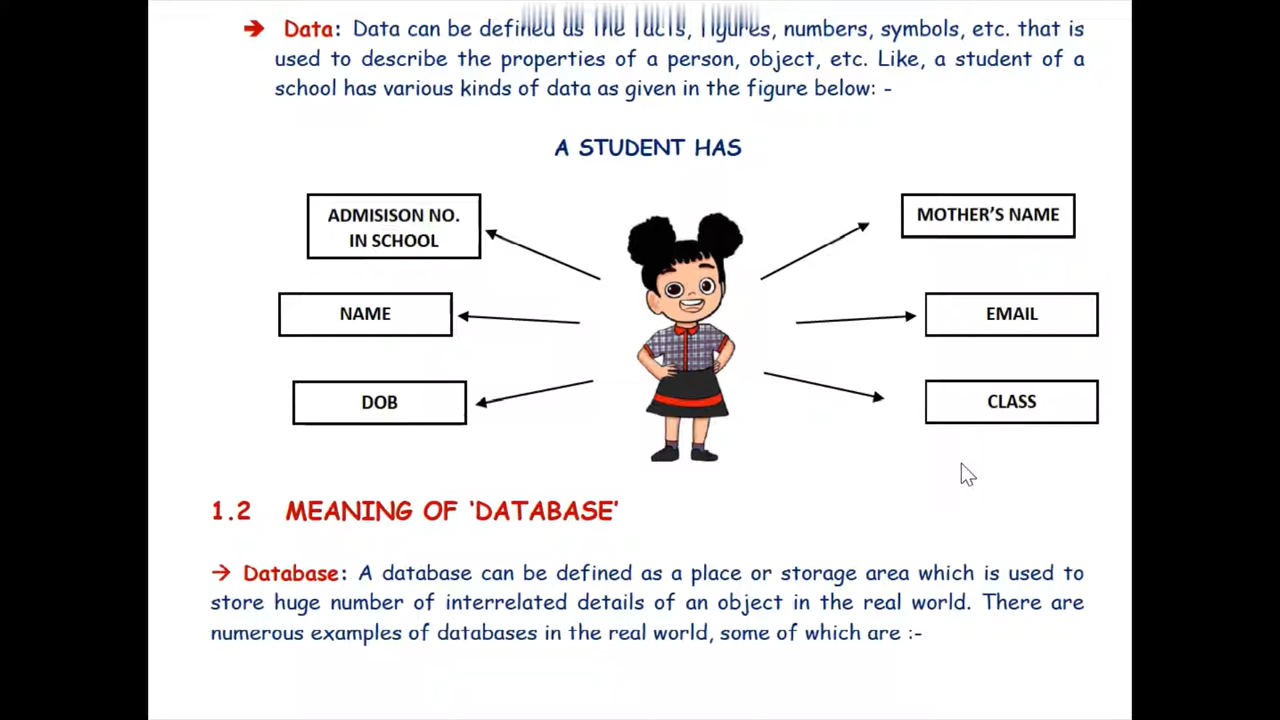 ➔ Data: Data can be defined as the facts, figures, numbers, symbols, etc. that is
used to describe the properties of a person, object, etc. Like, a student of a
school has various kinds of data as given in the figure below: -
A STUDENT HAS
ADMISISON NO.
IN SCHOOL
MOTHER’S NAME
NAME
EMAIL
DOB
CLASS
1.2 MEANING OF ‘DATABASE’
→ Database: A database can be defined as a place or storage area which is used to
store huge number of interrelated details of an object in the real world. There are
numerous examples of databases in the real world, some of which are :-